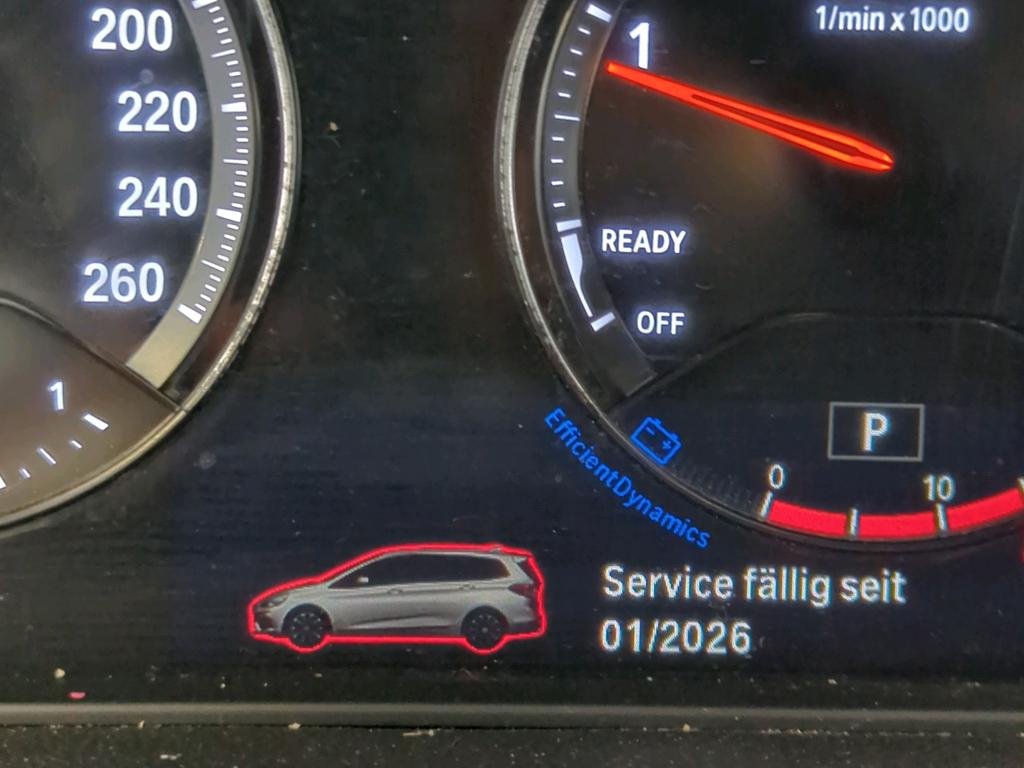 200
220
240
260
1
1/min x 1000
1
READY
OFF
P
0
10
EfficientDynamics
Service fällig seit
01/2026